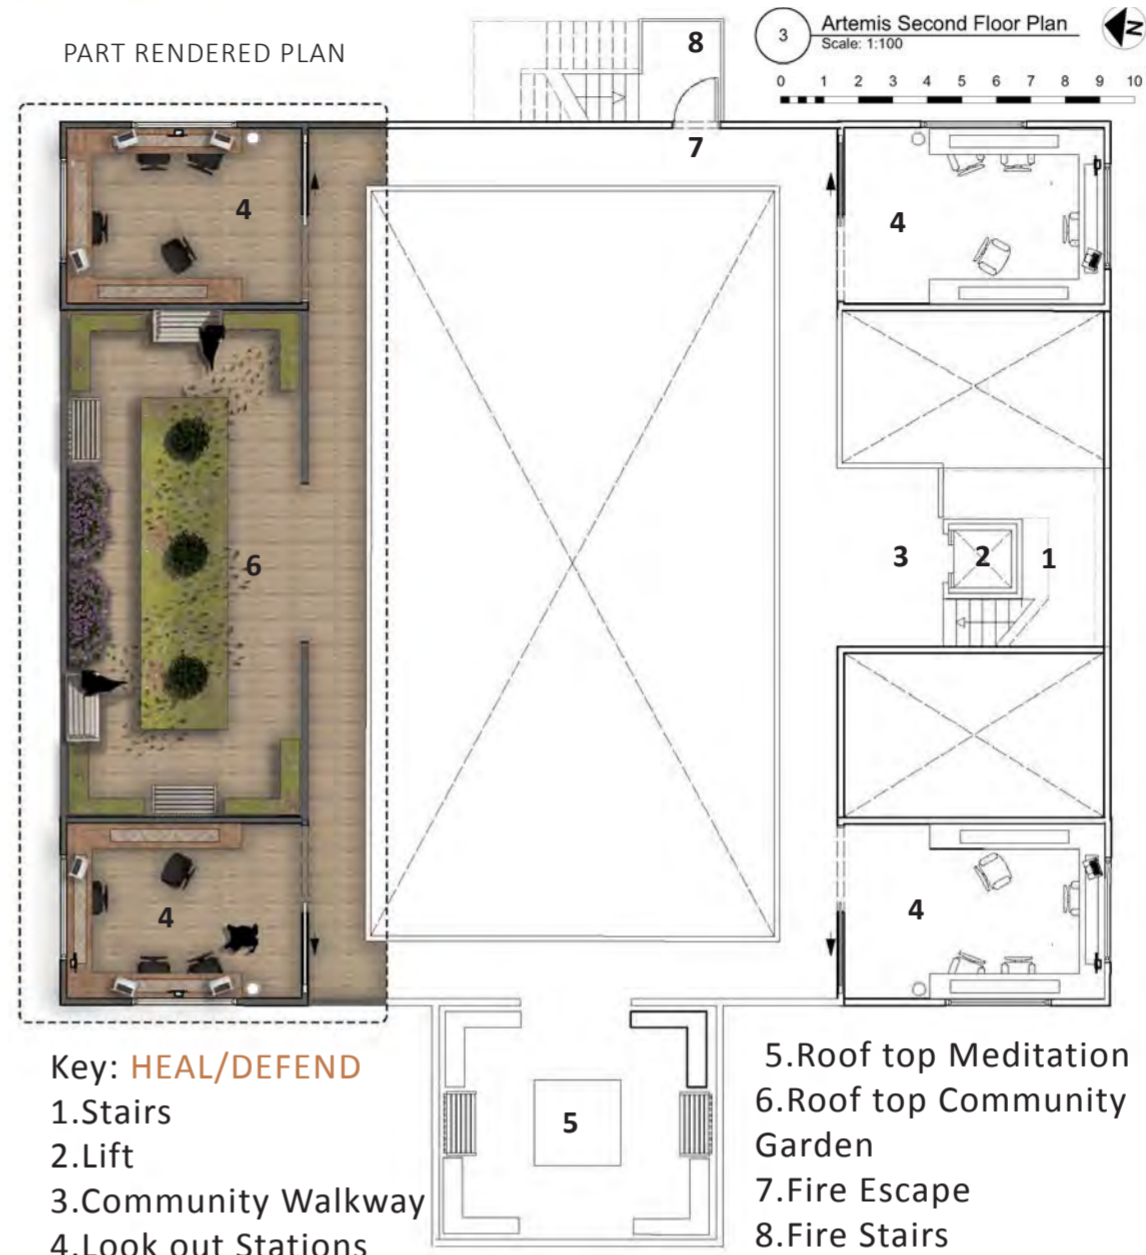 PART RENDERED PLAN
8
3
Artemis Second Floor Plan
Scale: 1:100
N
0 1 2 3 4 5 6 7 8 9 10
7
4
4
6
3
2
1
4
4
5
Key: HEAL/DEFEND
1.Stairs
2.Lift
3.Community Walkway
4.Look out Stations
5.Roof top Meditation
6.Roof top Community
Garden
7.Fire Escape
8.Fire Stairs